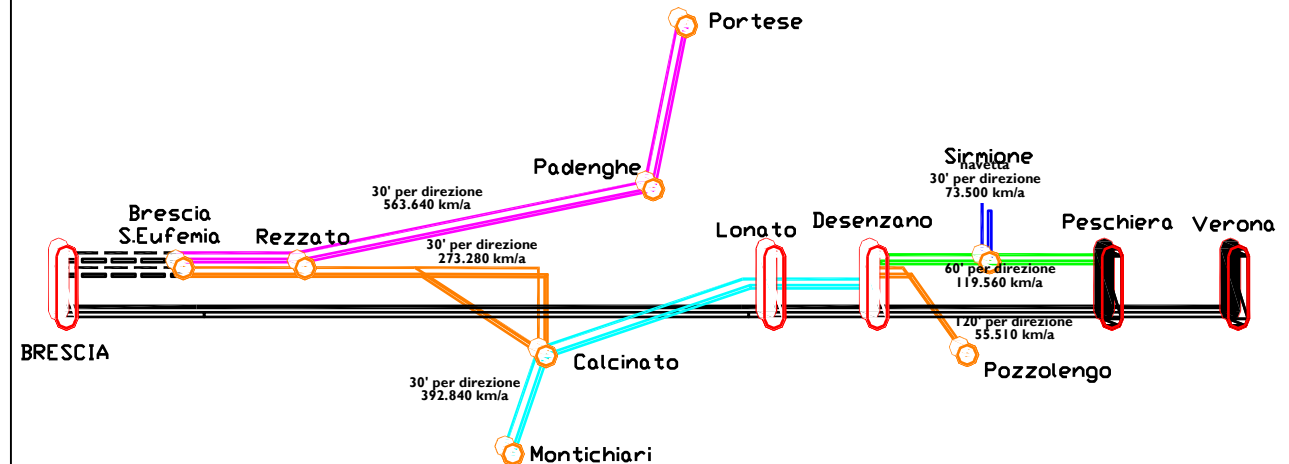 Portese
Padenghe
30' per direzione
563.640 km/a
Sirmione
navetta
30' per direzione
73.500 km/a
Brescia
S.Eufemia
Rezzato
30' per direzione
273.280 km/a
Lonato
Desenzano
Peschiera
Verona
60' per direzione
119.560 km/a
120' per direzione
55.510 km/a
BRESCIA
Calcinato
Pozzolengo
30' per direzione
392.840 km/a
Montichiari